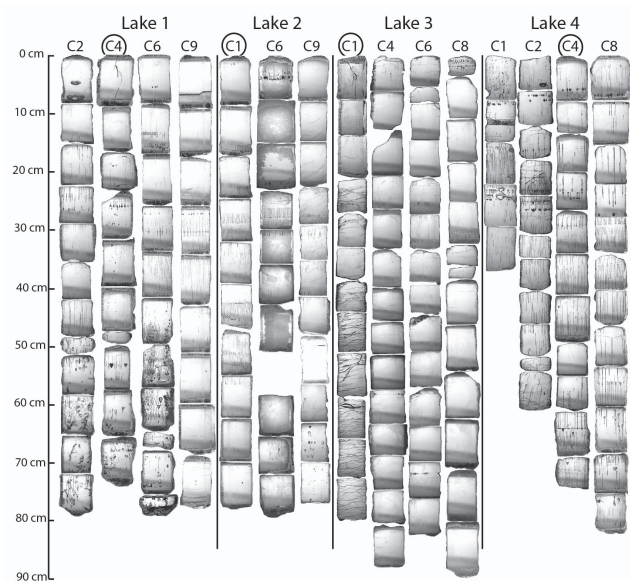 Lake 1 Lake 2 Lake 3 Lake 4
C2 C4 C6 C9 C1 C6 C9 C1 C4 C6 C8 C1 C2 C4 C8
0 cm
10 cm
20 cm
30 cm
40 cm
50 cm
60 cm
70 cm
80 cm
90 cm